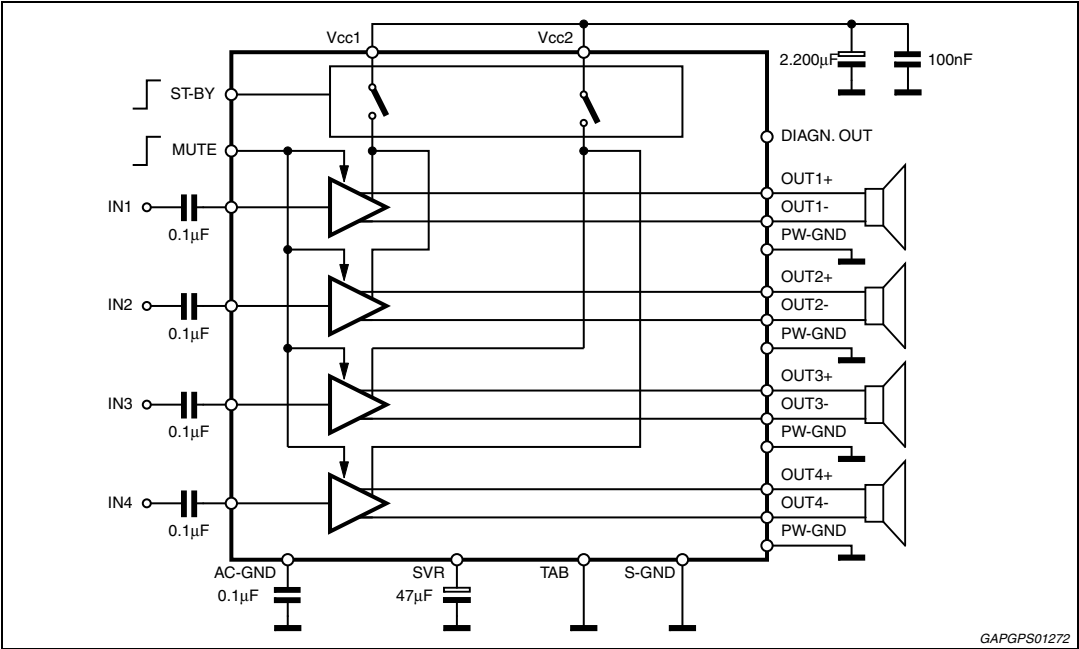 Vcc1
Vcc2
2.200µF
100nF
ST-BY
DIAGN. OUT
MUTE
OUT1+
IN1
OUT1-
0.1µF
PW-GND
OUT2+
IN2
OUT2-
0.1µF
PW-GND
OUT3+
IN3
OUT3-
0.1µF
PW-GND
OUT4+
IN4
OUT4-
0.1µF
PW-GND
AC-GND
SVR
TAB
S-GND
0.1µF
47µF
GAPGPS01272